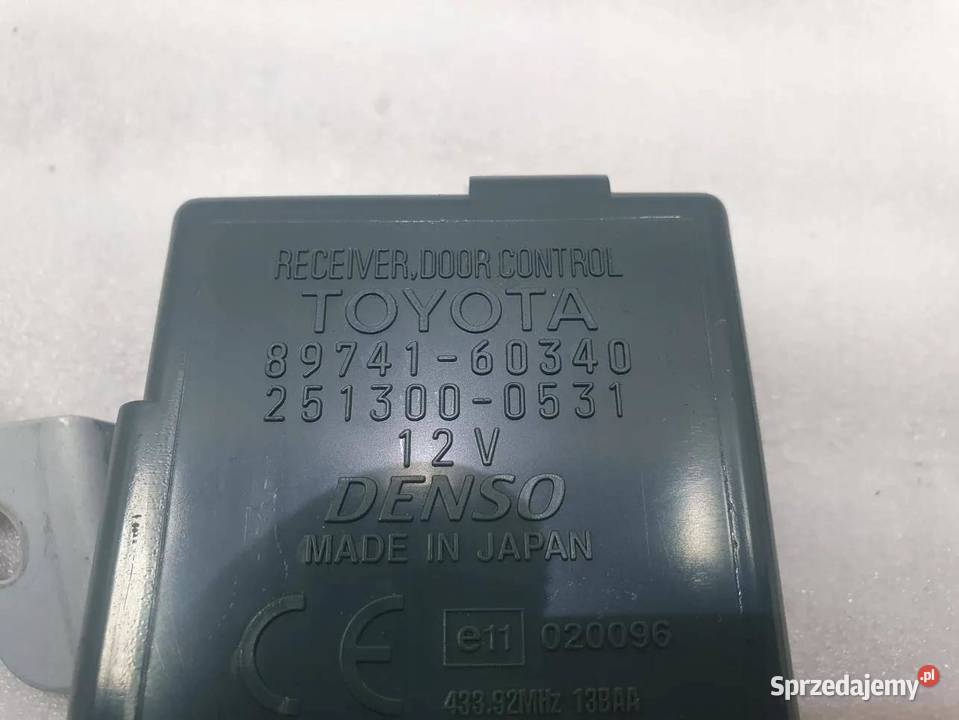 RECEIVER, DOOR CONTROL
TOYOTA
89741-60340
251300-0531
12V
DENSO
MADE IN JAPAN
CE e11 020096
433.92MHz 13BAA
Sprzedajemy.pl